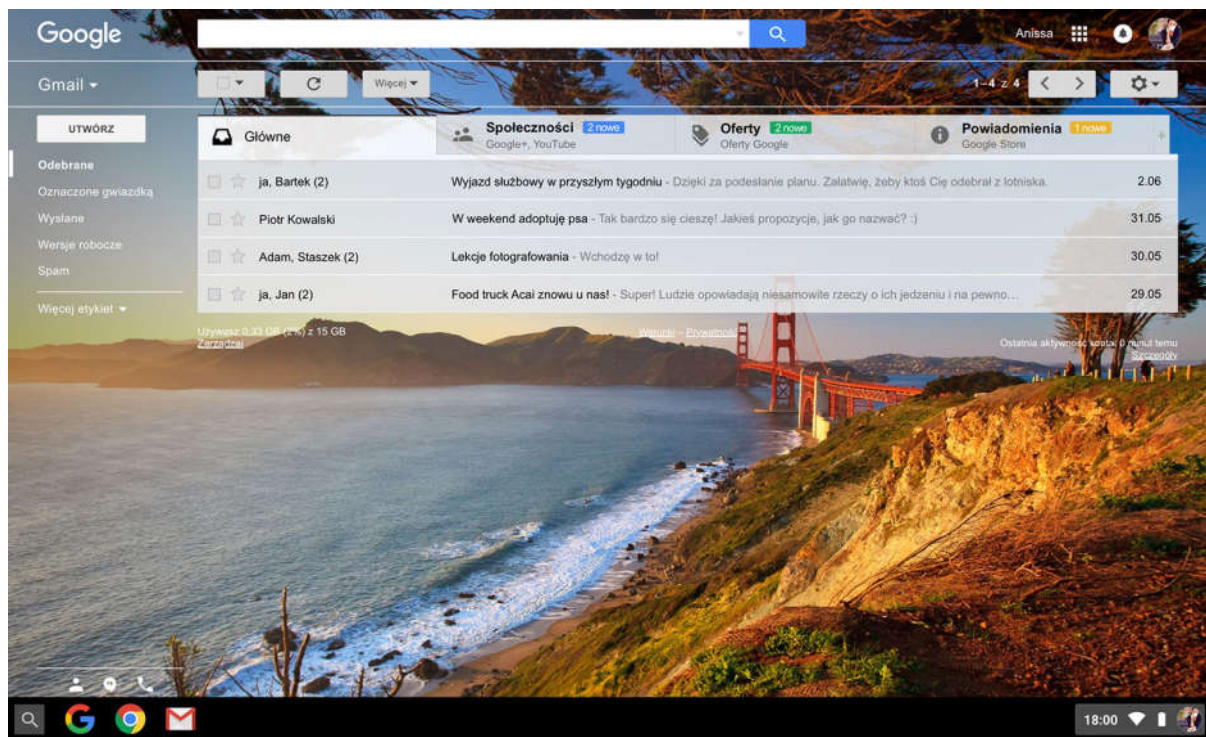 Google
Anissa
Gmail
Więcej
1–4 z 4
UTWÓRZ
Główne
Społeczności 2 nowe
Google+, YouTube
Oferty 2 nowe
Oferty Google
Powiadomienia 1 nowe
Google Store
Odebrane
Oznaczone gwiazdką
Wysłane
Wersje robocze
Spam
Więcej etykiet
ja, Bartek (2) Wyjazd służbowy w przyszłym tygodniu - Dzięki za podesłanie planu. Załatwię, żeby ktoś Cię odebrał z lotniska. 2.06
Piotr Kowalski W weekend adoptuję psa - Tak bardzo się cieszę! Jakieś propozycje, jak go nazwać? :) 31.05
Adam, Staszek (2) Lekcje fotografowania - Wchodzę w to! 30.05
ja, Jan (2) Food truck Acai znowu u nas! - Super! Ludzie opowiadają niesamowite rzeczy o ich jedzeniu i na pewno… 29.05
Używasz 0,33 GB (2%) z 15 GB
Zarządzaj
Warunki – Prywatność
Ostatnia aktywność konta: 0 minut temu
Szczegóły
18:00